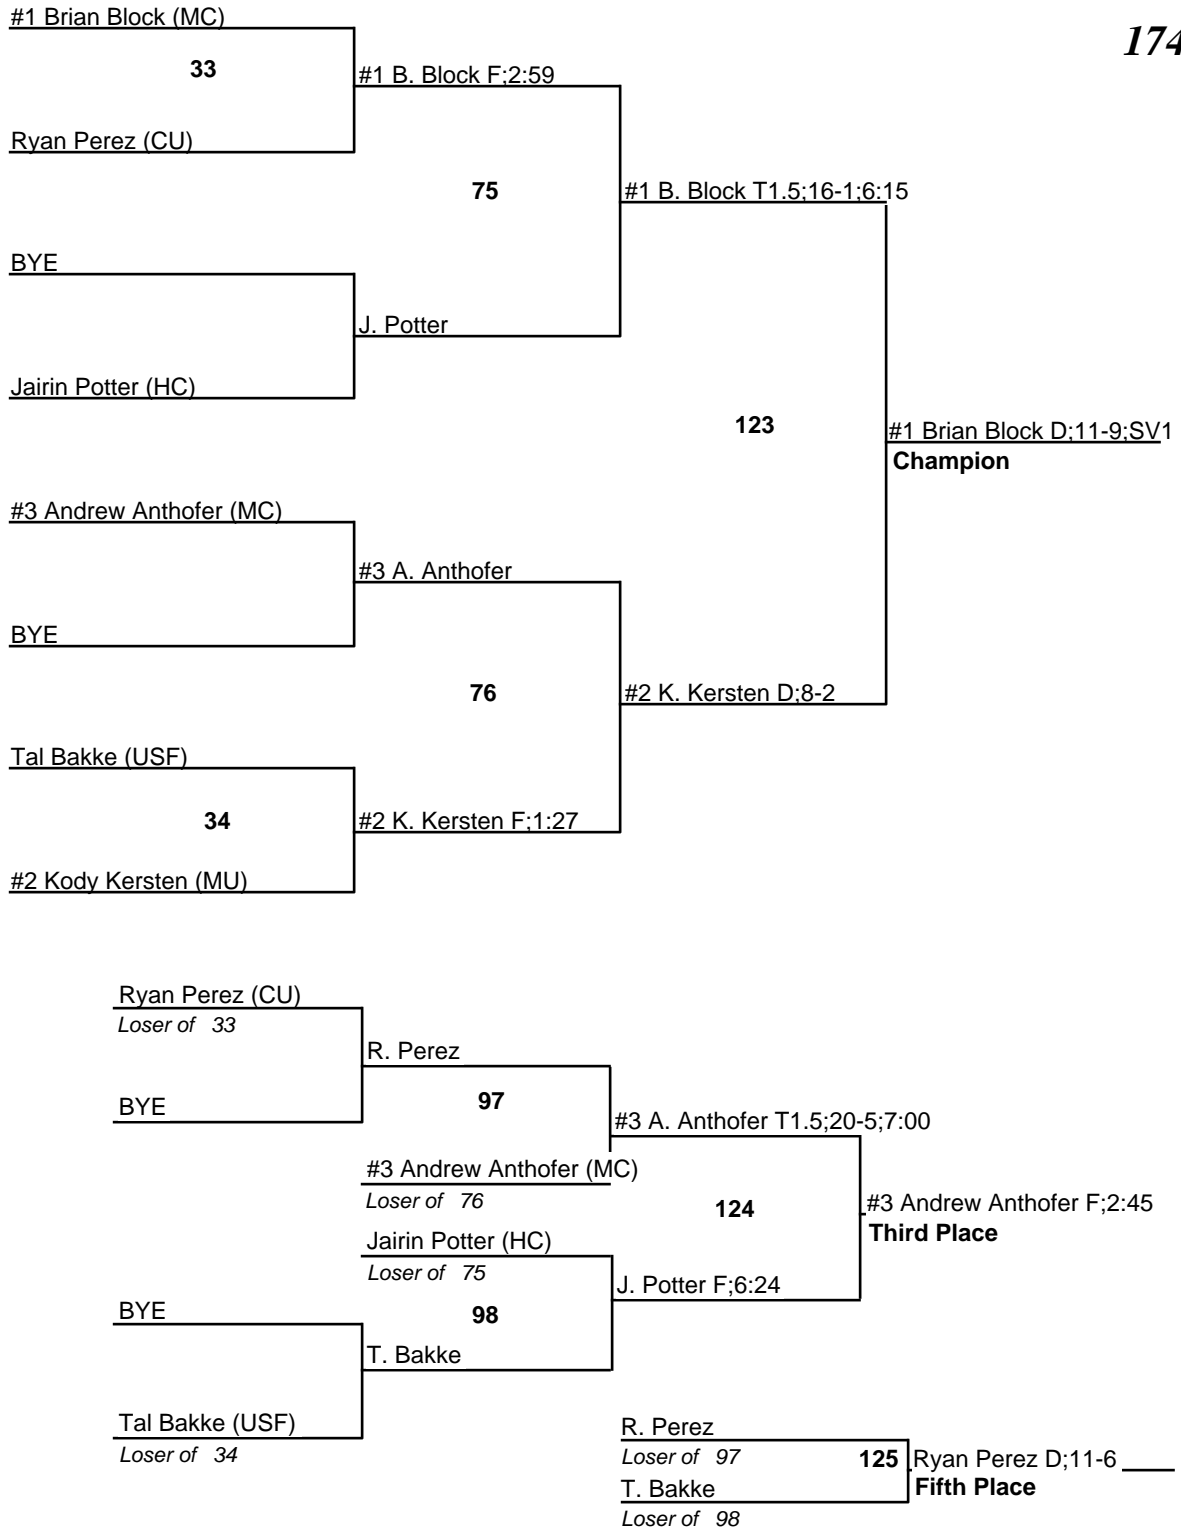 #1 Brian Block (MC)
174
33
#1 B. Block F;2:59
Ryan Perez (CU)
75
#1 B. Block T1.5;16-1;6:15
BYE
J. Potter
Jairin Potter (HC)
123
#1 Brian Block D;11-9;SV1
Champion
#3 Andrew Anthofer (MC)
#3 A. Anthofer
BYE
76
#2 K. Kersten D;8-2
Tal Bakke (USF)
34
#2 K. Kersten F;1:27
#2 Kody Kersten (MU)
Ryan Perez (CU)
Loser of 33
R. Perez
BYE
97
#3 A. Anthofer T1.5;20-5;7:00
#3 Andrew Anthofer (MC)
Loser of 76
124
#3 Andrew Anthofer F;2:45
Third Place
Jairin Potter (HC)
Loser of 75
J. Potter F;6:24
BYE
98
T. Bakke
Tal Bakke (USF)
Loser of 34
R. Perez
Loser of 97
125
Ryan Perez D;11-6
Fifth Place
T. Bakke
Loser of 98